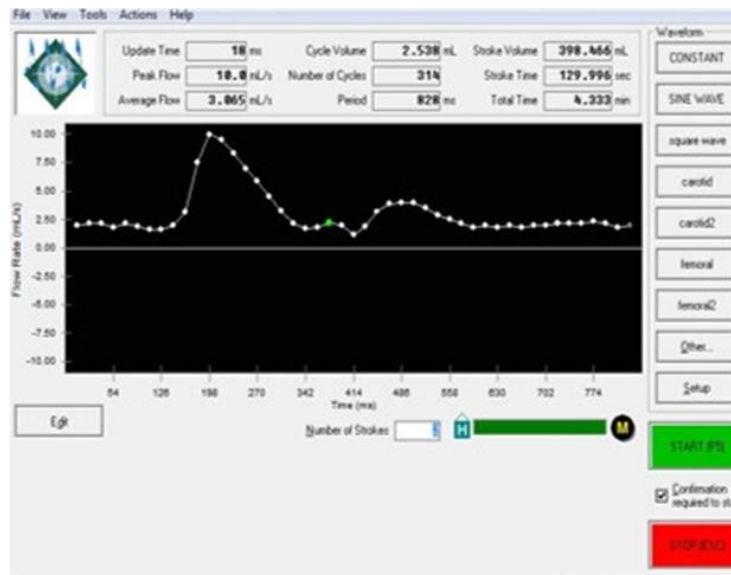 File View Tools Actions Help
Update Time 18 ms Cycle Volume 2.538 mL Stroke Volume 398.466 mL
Peak Flow 10.0 mL/s Number of Cycles 314 Stroke Time 129.996 sec
Average Flow 3.065 mL/s Period 828 ms Total Time 4.333 min
Waveform
CONSTANT
SINE WAVE
square wave
carotid
carotid2
femoral
femoral2
Other...
Setup
Flow Rate (mL/s)
10.00
7.50
5.00
2.50
0.00
-2.50
-5.00
-7.50
-10.00
54 126 198 270 342 414 486 558 630 702 774
Time (ms)
Edit
Number of Strokes
H
M
START (F5)
Confirmation
required to sta
STOP (ESC)